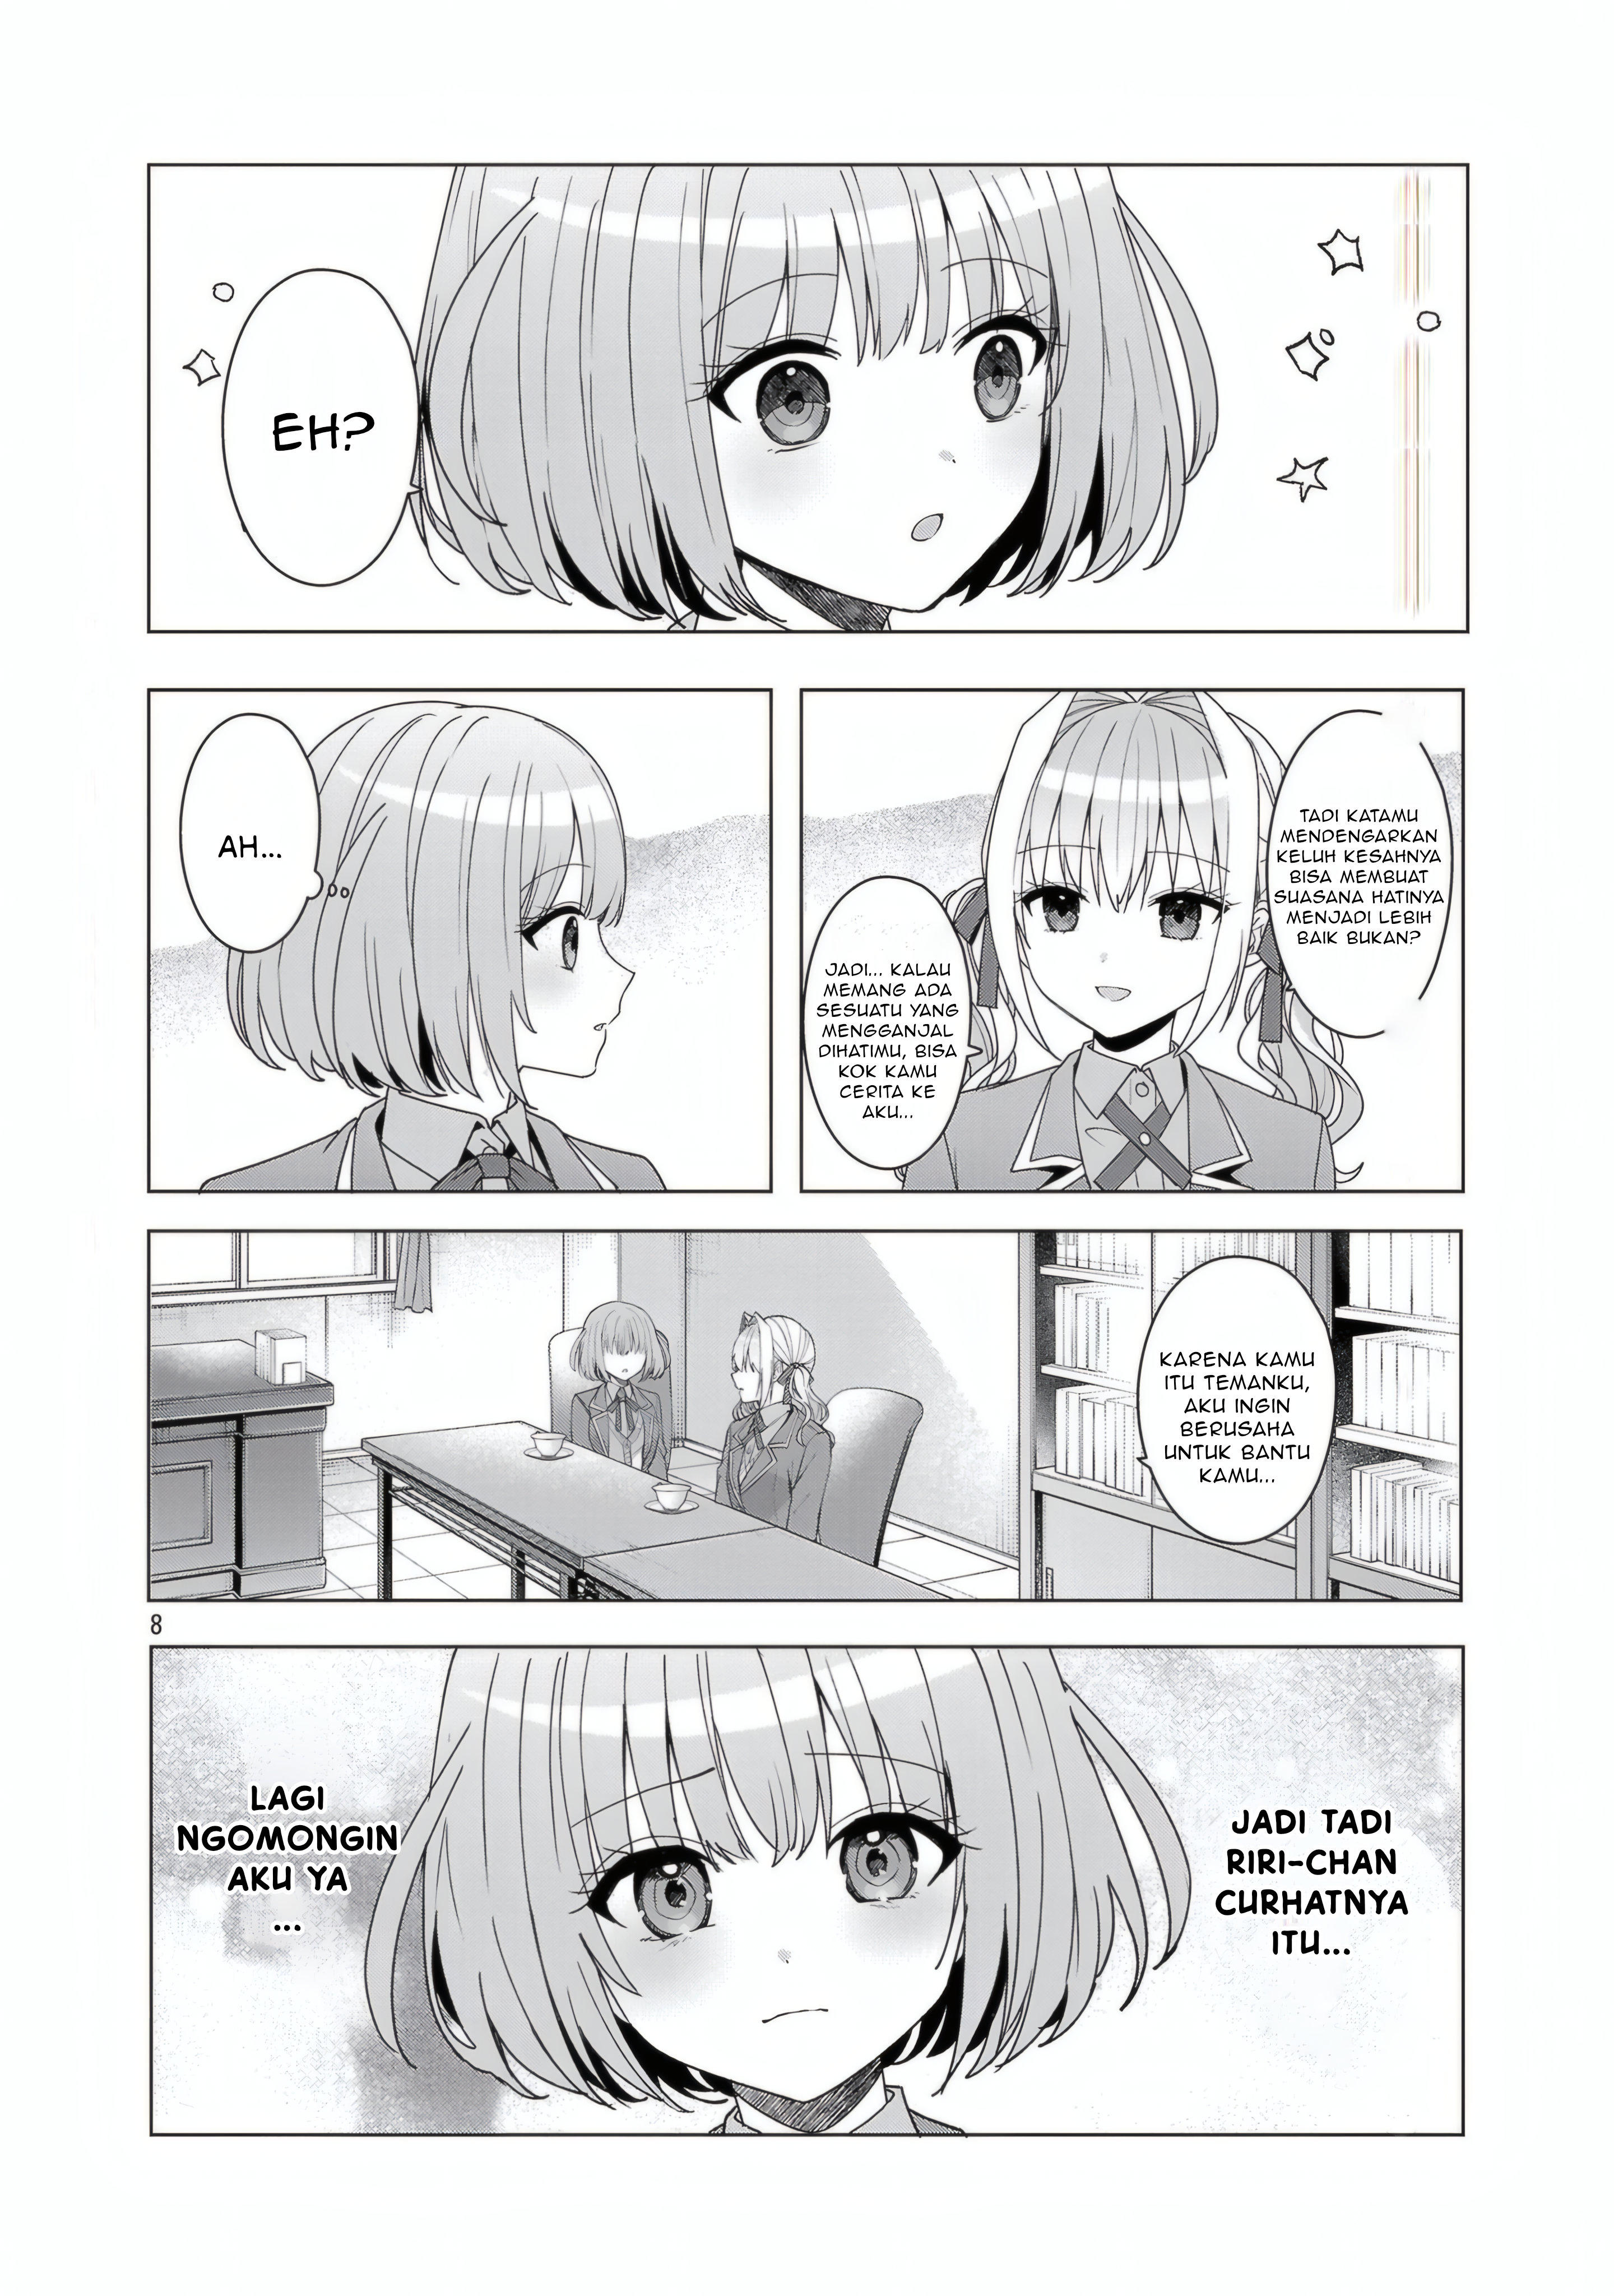 EH?
TADI KATAMU
MENDENGARKAN
KELUH KESAHNYA
BISA MEMBUAT
SUASANA HATINYA
MENJADI LEBIH
BAIK BUKAN?
JADI... KALAU
MEMANG ADA
SESUATU YANG
MENGGANJAL
DIHATIMU, BISA
KOK KAMU
CERITA KE
AKU...
AH...
KARENA KAMU
ITU TEMANKU,
AKU INGIN
BERUSAHA
UNTUK BANTU
KAMU...
8
JADI TADI
RIRI-CHAN
CURHATNYA
ITU...
LAGI
NGOMONGIN
AKU YA
...